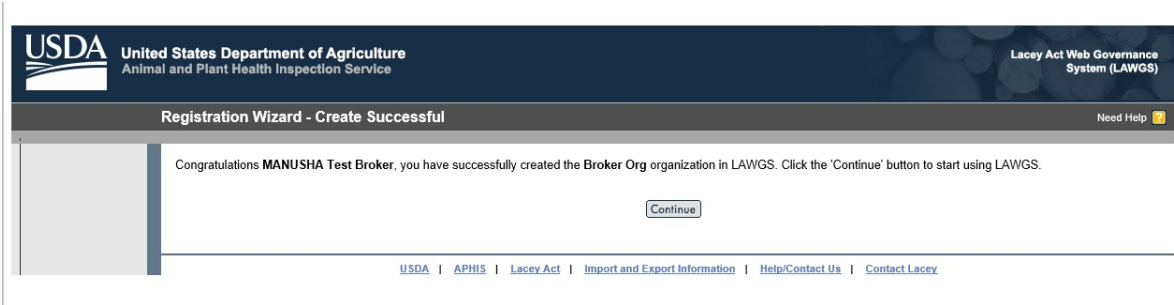 USDA
United States Department of Agriculture
Animal and Plant Health Inspection Service
Lacey Act Web Governance
System (LAWGS)
Registration Wizard - Create Successful
Need Help ?
Congratulations MANUSHA Test Broker, you have successfully created the Broker Org organization in LAWGS. Click the 'Continue' button to start using LAWGS.
Continue
USDA | APHIS | Lacey Act | Import and Export Information | Help/Contact Us | Contact Lacey